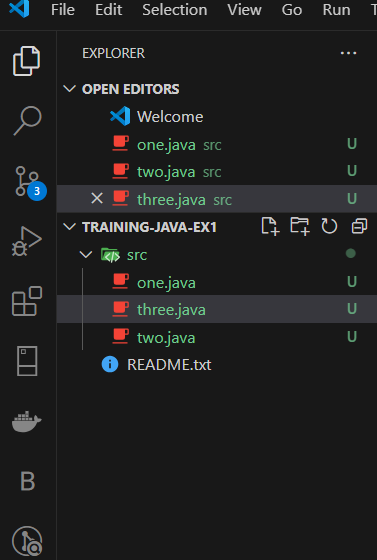 File Edit Selection View Go Run T
EXPLORER
OPEN EDITORS
Welcome
one.java src U
two.java src U
three.java src U
3
TRAINING-JAVA-EX1
src
one.java U
three.java U
two.java U
README.txt
B